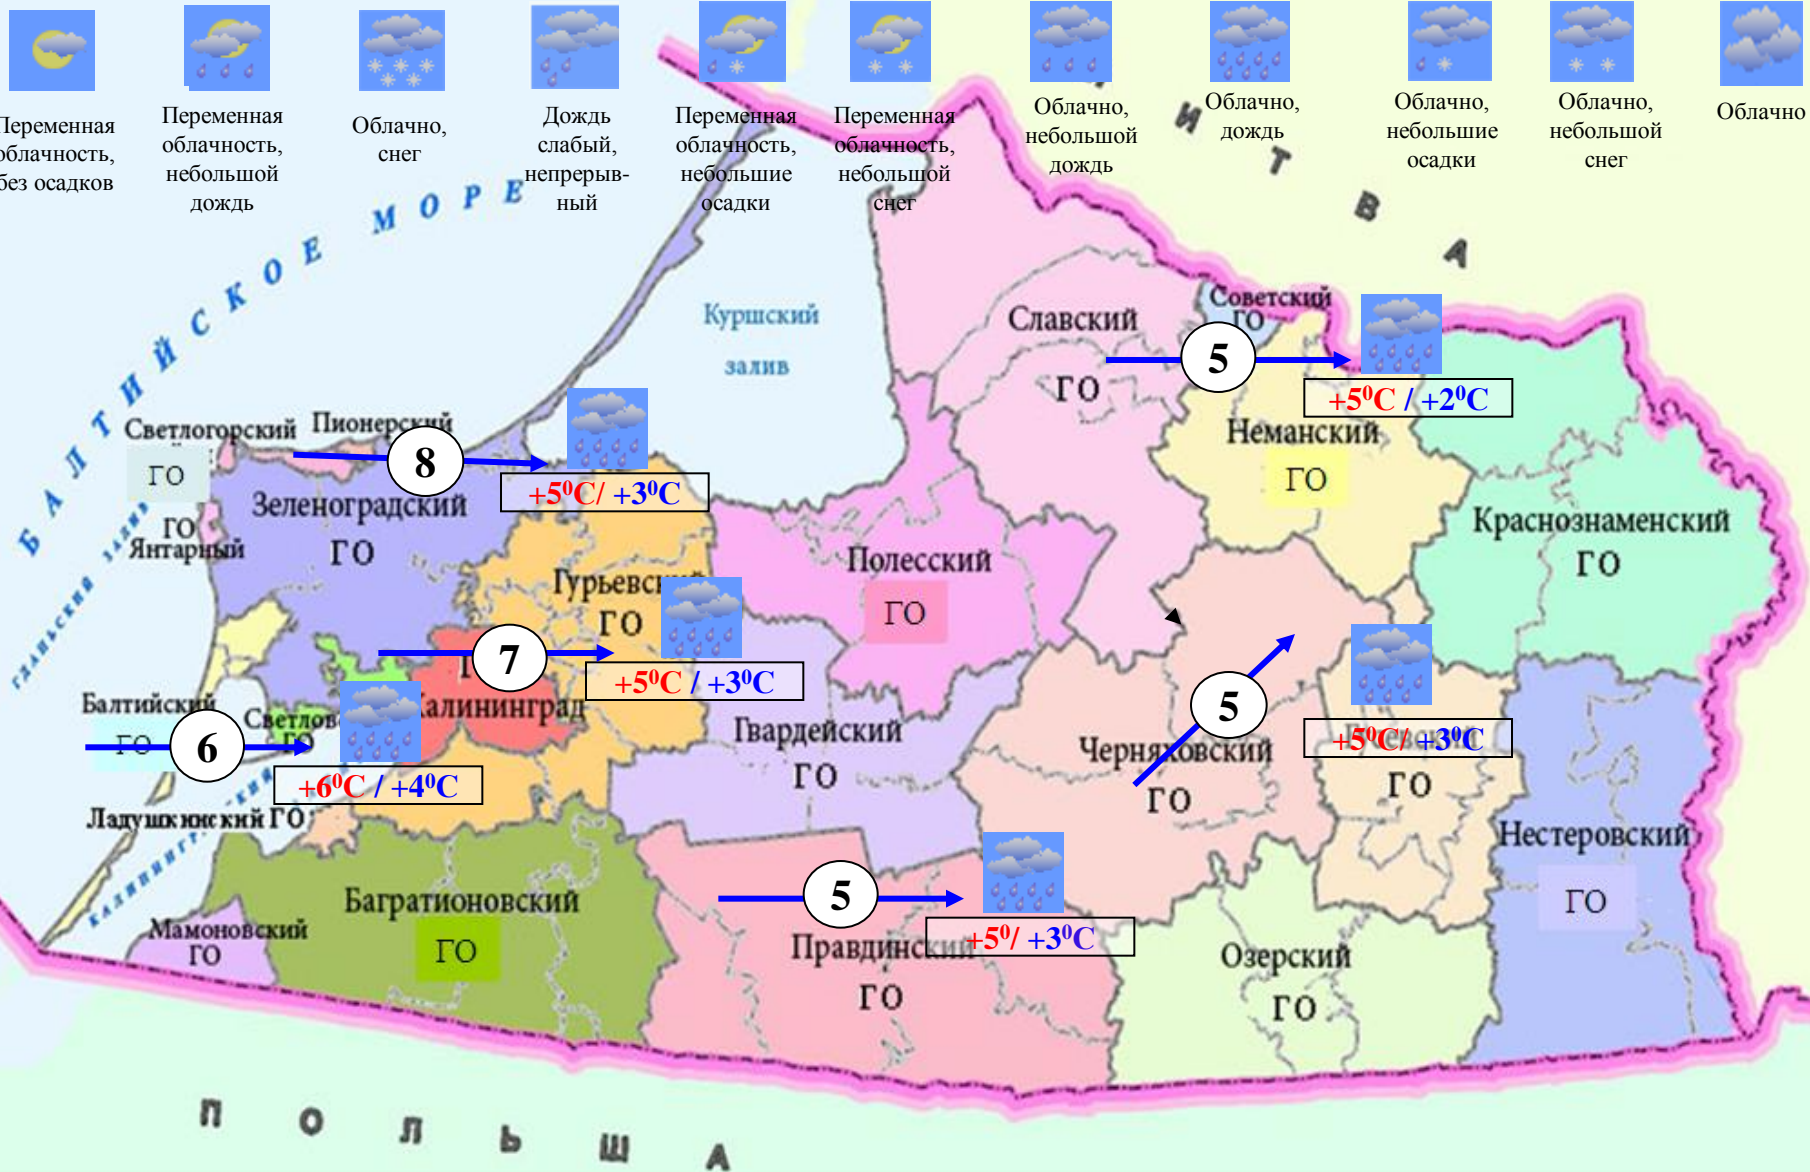 Переменная
облачность,
без осадков
Переменная
облачность,
небольшой
дождь
Облачно,
снег
Дождь
слабый,
непрерыв-
ный
Переменная
облачность,
небольшие
осадки
Переменная
облачность,
небольшой
снег
Облачно,
небольшой
дождь
Облачно,
дождь
Облачно,
небольшие
осадки
Облачно,
небольшой
снег
Облачно
ИТВА
БАЛТИЙСКОЕ МОРЕ
Куршский
залив
Славский
ГО
Советский
ГО
5
+5⁰С / +2⁰С
Неманский
ГО
Светлогорский
ГО
Пионерский
8
+5⁰С/ +3⁰С
Зеленоградский
ГО
ГО
Янтарный
Краснознаменский
ГО
Полесский
ГО
Гурьевский
ГО
7
+5⁰С / +3⁰С
Калининград
Балтийский
ГО
6
Светлов
ГО
+6⁰С / +4⁰С
Гвардейский
ГО
Черняховский
ГО
5
+5⁰С/ +3⁰С
ГО
Ладушкинский ГО
Нестеровский
ГО
Багратионовский
ГО
Мамоновский
ГО
5
+5⁰/ +3⁰С
Правдинский
ГО
Озерский
ГО
ПОЛЬША